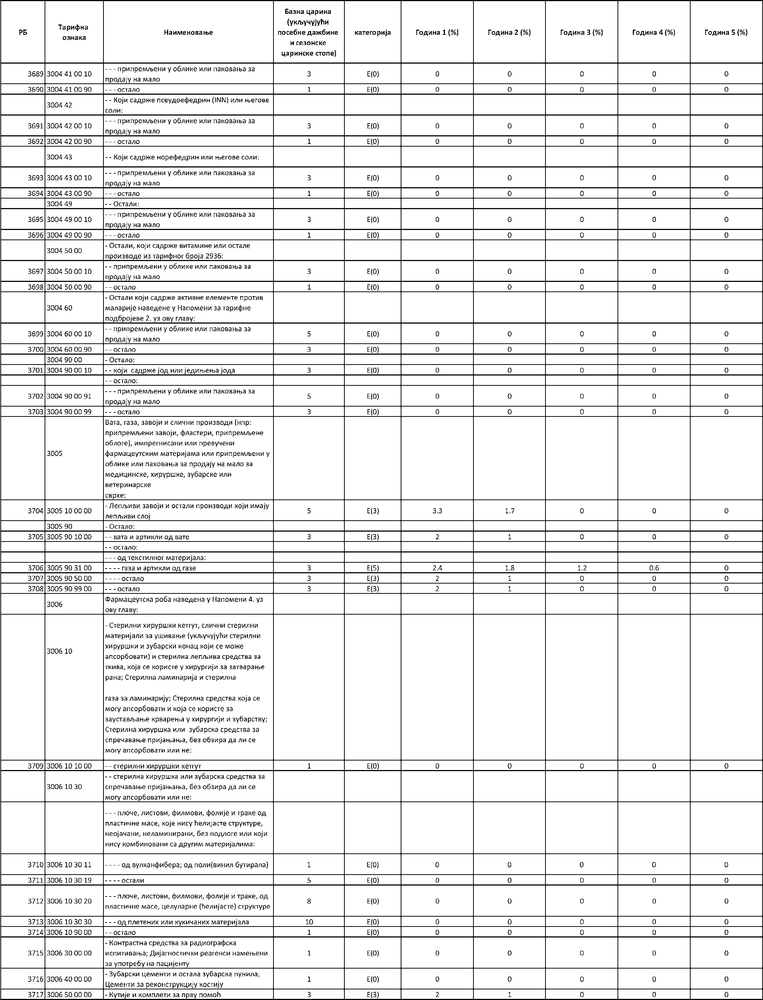 РБ Тарифна ознака Наименовање Базна царина (укључујући посебне дажбине и сезонске царинске стопе) категорија Година 1 (%) Година 2 (%) Година 3 (%) Година 4 (%) Година 5 (%)
3689 3004 41 00 10 - - - припремљени у облике или паковања за продају на мало 3 E(0) 0 0 0 0 0
3690 3004 41 00 90 - - - остало 1 E(0) 0 0 0 0 0
3004 42 - - Који садрже псеудоефедрин (INN) или његове соли:
3691 3004 42 00 10 - - - припремљени у облике или паковања за продају на мало 3 E(0) 0 0 0 0 0
3692 3004 42 00 90 - - - остало 1 E(0) 0 0 0 0 0
3004 43 - - Који садрже норефедрин или његове соли:
3693 3004 43 00 10 - - - припремљени у облике или паковања за продају на мало 3 E(0) 0 0 0 0 0
3694 3004 43 00 90 - - - остало 1 E(0) 0 0 0 0 0
3004 49 - - Остали:
3695 3004 49 00 10 - - - припремљени у облике или паковања за продају на мало 3 E(0) 0 0 0 0 0
3696 3004 49 00 90 - - - остало 1 E(0) 0 0 0 0 0
3004 50 00 - Остали, који садрже витамине или остале производе из тарифног броја 2936:
3697 3004 50 00 10 - - припремљени у облике или паковања за продају на мало 3 E(0) 0 0 0 0 0
3698 3004 50 00 90 - - остало 1 E(0) 0 0 0 0 0
3004 60 - Остали који садрже активне елементе против маларије наведене у Напомени за тарифне подбројеве 2. уз ову главу:
3699 3004 60 00 10 - - припремљени у облике или паковања за продају на мало 5 E(0) 0 0 0 0 0
3700 3004 60 00 90 - - остало 3 E(0) 0 0 0 0 0
3004 90 00 - Остало:
3701 3004 90 00 10 - - који садрже јод или једињења јода 3 E(0) 0 0 0 0 0
- - остало:
3702 3004 90 00 91 - - - припремљени у облике или паковања за продају на мало 5 E(0) 0 0 0 0 0
3703 3004 90 00 99 - - - остало 3 E(0) 0 0 0 0 0
3005 Вата, газа, завоји и слични производи (нпр: припремљени завоји, фластери, припремљене облоге), импрегнисани или превучени фармацеутским материјама или припремљени у облике или паковања за продају на мало за медицинске, хируршке, зубарске или ветеринарске сврхе:
3704 3005 10 00 00 - Лепљиви завоји и остали производи који имају лепљиви слој 5 E(3) 3.3 1.7 0 0 0
3005 90 - Остало:
3705 3005 90 10 00 - - вата и артикли од вате 3 E(3) 2 1 0 0 0
- - остало:
- - - од текстилног материјала:
3706 3005 90 31 00 - - - - газа и артикли од газе 3 E(5) 2.4 1.8 1.2 0.6 0
3707 3005 90 50 00 - - - - остало 3 E(3) 2 1 0 0 0
3708 3005 90 99 00 - - - остало 3 E(3) 2 1 0 0 0
3006 Фармацеутска роба наведена у Напомени 4. уз ову главу:
3006 10 - Стерилни хируршки кетгут, слични стерилни материјали за ушивање (укључујући стерилни хируршки и зубарски конац који се може апсорбовати) и стерилна лепљива средства за ткива, која се користе у хирургији за затварање рана; Стерилна ламинарија и стерилна
газа за ламинарију; Стерилна средства која се могу апсорбовати и која се користе за заустављање крварења у хирургији и зубарству; Стерилна хируршка или зубарска средства за спречавање пријањања, без обзира да ли се могу апсорбовати или не:
3709 3006 10 10 00 - - стерилни хируршки кетгут 1 E(0) 0 0 0 0 0
3006 10 30 - - стерилна хируршка или зубарска средства за спречавање пријањања, без обзира да ли се могу апсорбовати или не:
- - - плоче, листови, филмови, фолије и траке од пластичне масе, које нису ћелијасте структуре, неојачани, неламинирани, без подлоге или који нису комбиновани са другим материјалима:
3710 3006 10 30 11 - - - - од вулканфибера; од поли(винил бутирала) 1 E(0) 0 0 0 0 0
3711 3006 10 30 19 - - - - остали 5 E(0) 0 0 0 0 0
3712 3006 10 30 20 - - - плоче, листови, филмови, фолије и траке, од пластичне масе, целуларне (ћелијасте) структуре 8 E(0) 0 0 0 0 0
3713 3006 10 30 30 - - - од плетених или кукичаних материјала 10 E(0) 0 0 0 0 0
3714 3006 10 90 00 - - остало 1 E(0) 0 0 0 0 0
3715 3006 30 00 00 - Контрастна средства за радиографска испитивања; Дијагностички реагенси намењени за употребу на пацијенту 1 E(0) 0 0 0 0 0
3716 3006 40 00 00 - Зубарски цементи и остала зубарска пунила; Цементи за реконструкцију костију 1 E(0) 0 0 0 0 0
3717 3006 50 00 00 - Кутије и комплети за прву помоћ 3 E(3) 2 1 0 0 0